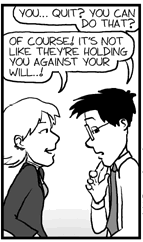 YOU... QUIT? YOU CAN
DO THAT?
OF COURSE! IT'S NOT
LIKE THEY'RE HOLDING
YOU AGAINST YOUR
WILL...!